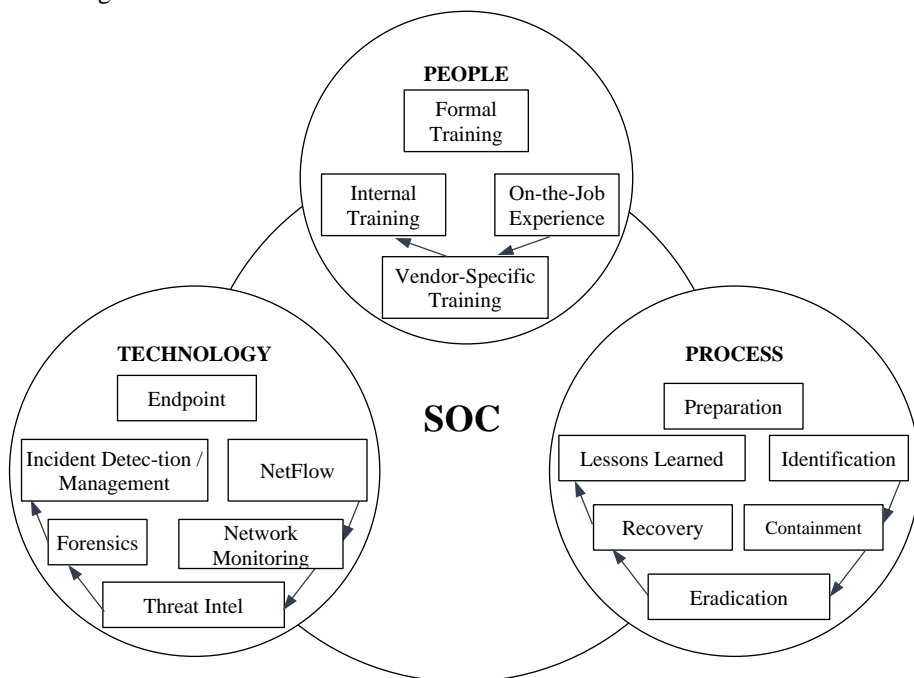 PEOPLE
Formal
Training
Internal
Training
On-the-Job
Experience
Vendor-Specific
Training
TECHNOLOGY
Endpoint
Incident Detec-tion /
Management
NetFlow
Forensics
Network
Monitoring
Threat Intel
SOC
PROCESS
Preparation
Lessons Learned
Identification
Recovery
Containment
Eradication